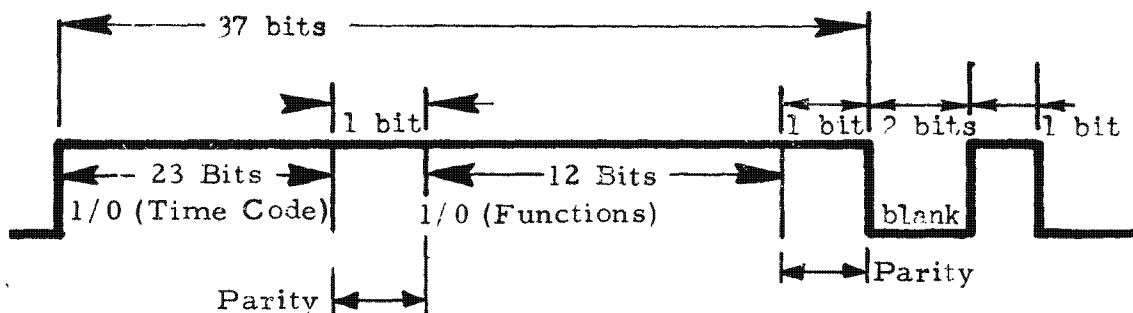 37 bits
1 bit
1 bit
2 bits
1 bit
23 Bits
12 Bits
1/0 (Time Code)
1/0 (Functions)
blank
Parity
Parity